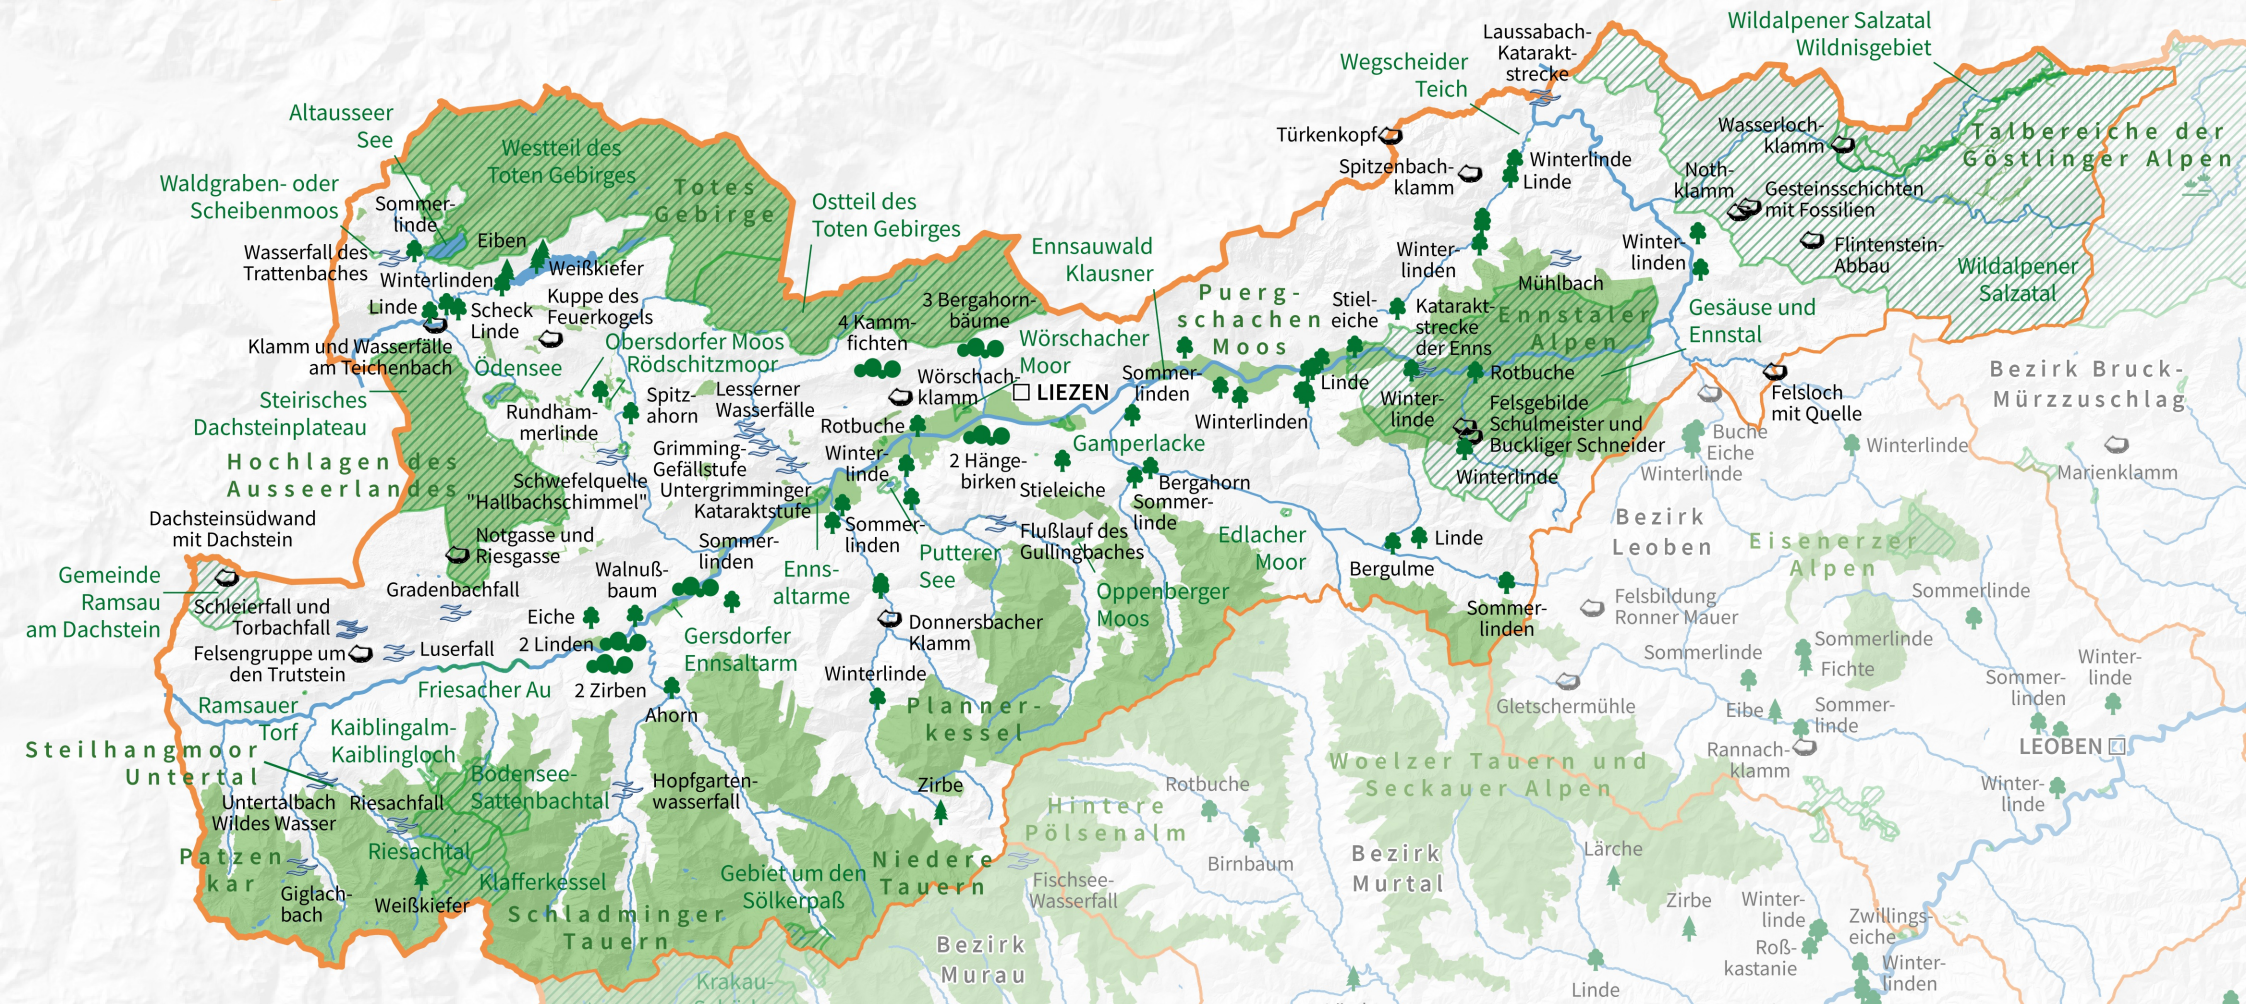 Wildalpener Salzatal
Wildnisgebiet
Laussabach-
Katarakt-
strecke
Wegscheider
Teich
Altausseer
See
Türkenkopf
Spitzenbach-
klamm
Winterlinde
Linde
Wasserloch-
klamm
Talbereiche der
Göstlinger Alpen
Westteil des
Toten Gebirges
Totes
Gebirge
Waldgraben- oder
Scheibenmoos
Sommer-
linde
Ostteil des
Toten Gebirges
Noth-
klamm
Gesteinsschichten
mit Fossilien
Wasserfall des
Trattenbaches
Eiben
Winterlinden
Weißkiefer
Ennsauwald
Klausner
Winter-
linden
Mühlbach
Winter-
linden
Flintenstein-
Abbau
Wildalpener
Salzatal
Linde
Scheck
Linde
Kuppe des
Feuerkogels
3 Bergahorn-
bäume
4 Kamm-
fichten
Puerg-
schachen
Moos
Stiel-
eiche
Katarakt-
strecke
der Enns
Ennstaler
Alpen
Gesäuse und
Ennstal
Klamm und Wasserfälle
am Teichenbach
Ödensee
Obersdorfer Moos
Rödschitzmoor
Wörschacher
Moor
Wörschach-
klamm
LIEZEN
Sommer-
linden
Linde
Rotbuche
Felsloch
mit Quelle
Bezirk Bruck-
Mürzzuschlag
Steirisches
Dachsteinplateau
Rundham-
merlinde
Spitz-
ahorn
Lesserner
Wasserfälle
Rotbuche
Winterlinden
Winter-
linde
Felsgebilde
Schulmeister und
Buckliger Schneider
Buche
Eiche
Winterlinde
Winterlinde
Marienklamm
Hochlagen des
Ausseerlandes
Grimming-
Gefällstufe
Winter-
linde
2 Hänge-
birken
Gamperlacke
Winterlinde
Schwefelquelle
"Hallbachschimmel"
Untergrimminger
Kataraktstufe
Stieleiche
Bergahorn
Sommer-
linde
Dachsteinsüdwand
mit Dachstein
Notgasse und
Riesgasse
Sommer-
linden
Sommer-
linden
Flußlauf des
Gullingbaches
Edlacher
Moor
Linde
Bezirk
Leoben
Eisenerzer
Alpen
Gemeinde
Ramsau
am Dachstein
Gradenbachfall
Walnuß-
baum
Enns-
altarme
Putterer
See
Oppenberger
Moos
Bergulme
Sommer-
linden
Felsbildung
Ronner Mauer
Sommerlinde
Schleierfall und
Torbachfall
Eiche
Luserfall
2 Linden
Gersdorfer
Ennsaltarm
Donnersbacher
Klamm
Sommerlinde
Fichte
Sommerlinde
Winter-
linde
Felsengruppe um
den Trutstein
Friesacher Au
2 Zirben
Winterlinde
Gletschermühle
Eibe
Sommer-
linde
Sommer-
linden
Ramsauer
Torf
Kaiblingalm-
Kaiblingloch
Ahorn
Planner-
kessel
Rannach-
klamm
LEOBEN
Steilhangmoor
Untertal
Bodensee-
Sattenbachtal
Hopfgarten-
wasserfall
Zirbe
Rotbuche
Woelzer Tauern und
Seckauer Alpen
Winter-
linde
Untertalbach
Wildes Wasser
Riesachfall
Hintere
Pölsenalm
Riesachtal
Birnbaum
Bezirk
Murtal
Lärche
Patzen
kar
Giglach-
bach
Weißkiefer
Klafferkessel
Gebiet um den
Sölkerpaß
Niedere
Tauern
Fischsee-
Wasserfall
Zirbe
Winter-
linde
Zwillings-
eiche
Schladminger
Tauern
Bezirk
Murau
Roß-
kastanie
Winter-
linden
Krakau-
Linde